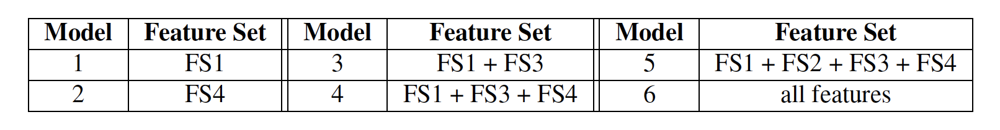 Model Feature Set Model Feature Set Model Feature Set
1 FS1 3 FS1 + FS3 5 FS1 + FS2 + FS3 + FS4
2 FS4 4 FS1 + FS3 + FS4 6 all features